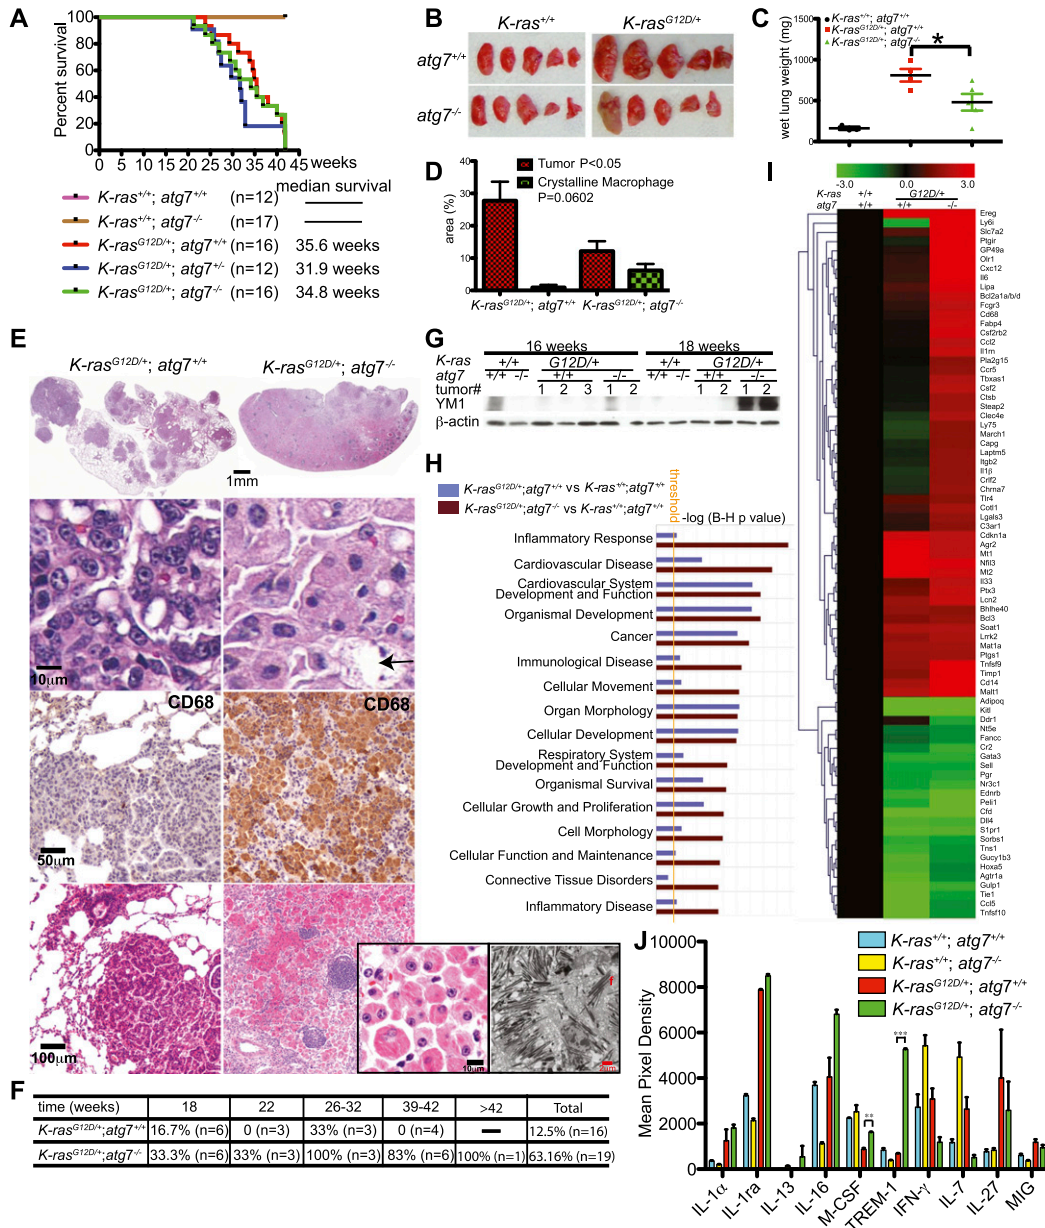 A
Percent survival
100
80
60
40
20
0
0 5 10 15 20 25 30 35 40 45 weeks
median survival
K-ras+/+; atg7+/+ (n=12)
K-ras+/+; atg7-/- (n=17)
K-rasG12D/+; atg7+/+ (n=16) 35.6 weeks
K-rasG12D/+; atg7+/- (n=12) 31.9 weeks
K-rasG12D/+; atg7-/- (n=16) 34.8 weeks
B
K-ras+/+ K-rasG12D/+
atg7+/+
atg7-/-
C
K-ras+/+; atg7+/+
K-rasG12D/+; atg7+/+
K-rasG12D/+; atg7-/-
wet lung weight (mg)
1500
1000
500
0
*
D
Tumor P<0.05
Crystalline Macrophage
P=0.0602
area (%)
40
30
20
10
0
K-rasG12D/+; atg7+/+ K-rasG12D/+; atg7-/-
E
K-rasG12D/+; atg7+/+ K-rasG12D/+; atg7-/-
1mm
10μm
CD68 CD68
50μm
100μm
10μm
f
2μm
F
time (weeks) 18 22 26-32 39-42 >42 Total
K-rasG12D/+;atg7+/+ 16.7% (n=6) 0 (n=3) 33% (n=3) 0 (n=4) — 12.5% (n=16)
K-rasG12D/+;atg7-/- 33.3% (n=6) 33% (n=3) 100% (n=3) 83% (n=6) 100% (n=1) 63.16% (n=19)
G
16 weeks 18 weeks
K-ras +/+ G12D/+ +/+ G12D/+
atg7 +/+ -/- +/+ -/- +/+ -/- +/+ -/-
tumor# 1 2 3 1 2 1 2 1 2
YM1
β-actin
H
K-rasG12D/+;atg7+/+ vs K-ras+/+;atg7+/+
K-rasG12D/+;atg7-/- vs K-ras+/+;atg7+/+
threshold
-log (B-H p value)
Inflammatory Response
Cardiovascular Disease
Cardiovascular System
Development and Function
Organismal Development
Cancer
Immunological Disease
Cellular Movement
Organ Morphology
Cellular Development
Respiratory System
Development and Function
Organismal Survival
Cellular Growth and Proliferation
Cell Morphology
Cellular Function and Maintenance
Connective Tissue Disorders
Inflammatory Disease
I
-3.0 0.0 3.0
K-ras +/+ G12D/+
atg7 +/+ +/+ -/-
Ereg
Ly6i
Slc7a2
Ptgir
GP49a
Olr1
Cxc12
Il6
Lipa
Bcl2a1a/b/d
Fcgr3
Cd68
Fabp4
Csf2rb2
Ccl2
Il1rn
Pla2g15
Ccr5
Tbxas1
Csf2
Ctsb
Steap2
Clec4e
Ly75
March1
Capg
Laptm5
Itgb2
Il1β
Crlf2
Chrna7
Tlr4
Cotl1
Lgals3
C3ar1
Cdkn1a
Agr2
Mt1
Nfil3
Mt2
Il33
Ptx3
Lcn2
Bhlhe40
Bcl3
Soat1
Lrrk2
Mat1a
Ptgs1
Tnfsf9
Timp1
Cd14
Malt1
Adipoq
Kitl
Ddr1
Nt5e
Fancc
Cr2
Gata3
Sell
Pgr
Nr3c1
Ednrb
Peli1
Cfd
Dll4
S1pr1
Sorbs1
Tns1
Gucy1b3
Hoxa5
Agtr1a
Gulp1
Tie1
Ccl5
Tnfsf10
J
K-ras+/+; atg7+/+
K-ras+/+; atg7-/-
K-rasG12D/+; atg7+/+
K-rasG12D/+; atg7-/-
Mean Pixel Density
10000
8000
6000
4000
2000
0
**
***
IL-1α IL-1ra IL-13 IL-16 M-CSF TREM-1 IFN-γ IL-7 IL-27 MIG